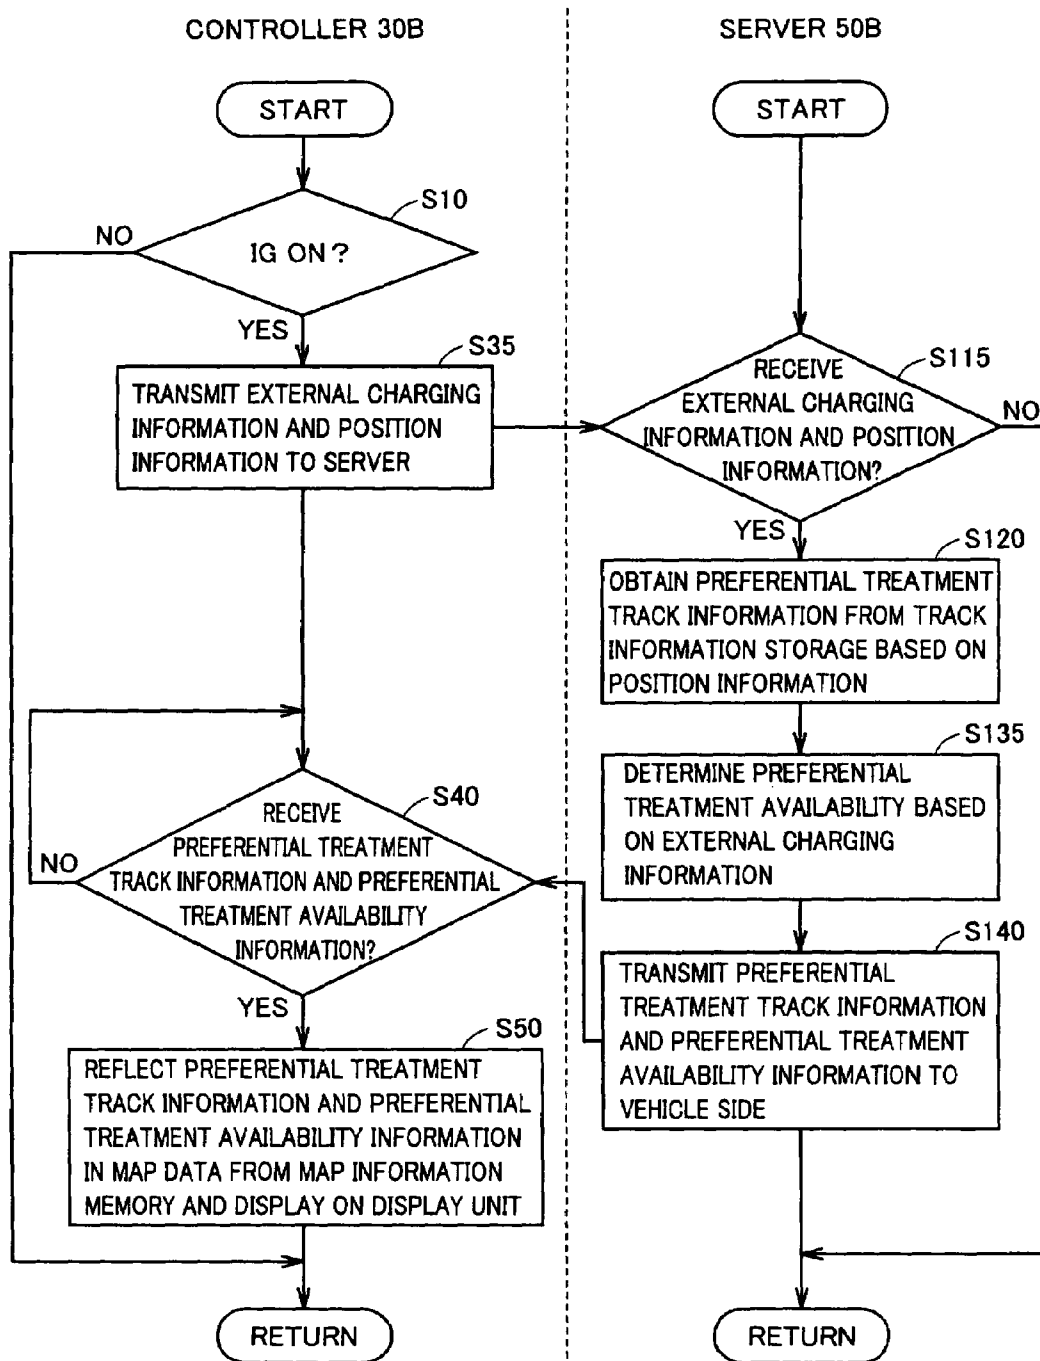 CONTROLLER 30B
START
S10
NO
IG ON?
YES
S35
TRANSMIT EXTERNAL CHARGING
INFORMATION AND POSITION
INFORMATION TO SERVER
S40
RECEIVE
PREFERENTIAL TREATMENT
TRACK INFORMATION AND PREFERENTIAL
TREATMENT AVAILABILITY
INFORMATION?
NO
YES
S50
REFLECT PREFERENTIAL TREATMENT
TRACK INFORMATION AND PREFERENTIAL
TREATMENT AVAILABILITY INFORMATION
IN MAP DATA FROM MAP INFORMATION
MEMORY AND DISPLAY ON DISPLAY UNIT
RETURN
SERVER 50B
START
S115
RECEIVE
EXTERNAL CHARGING
INFORMATION AND POSITION
INFORMATION?
NO
YES
S120
OBTAIN PREFERENTIAL TREATMENT
TRACK INFORMATION FROM TRACK
INFORMATION STORAGE BASED ON
POSITION INFORMATION
S135
DETERMINE PREFERENTIAL
TREATMENT AVAILABILITY BASED
ON EXTERNAL CHARGING
INFORMATION
S140
TRANSMIT PREFERENTIAL
TREATMENT TRACK INFORMATION
AND PREFERENTIAL TREATMENT
AVAILABILITY INFORMATION TO
VEHICLE SIDE
RETURN